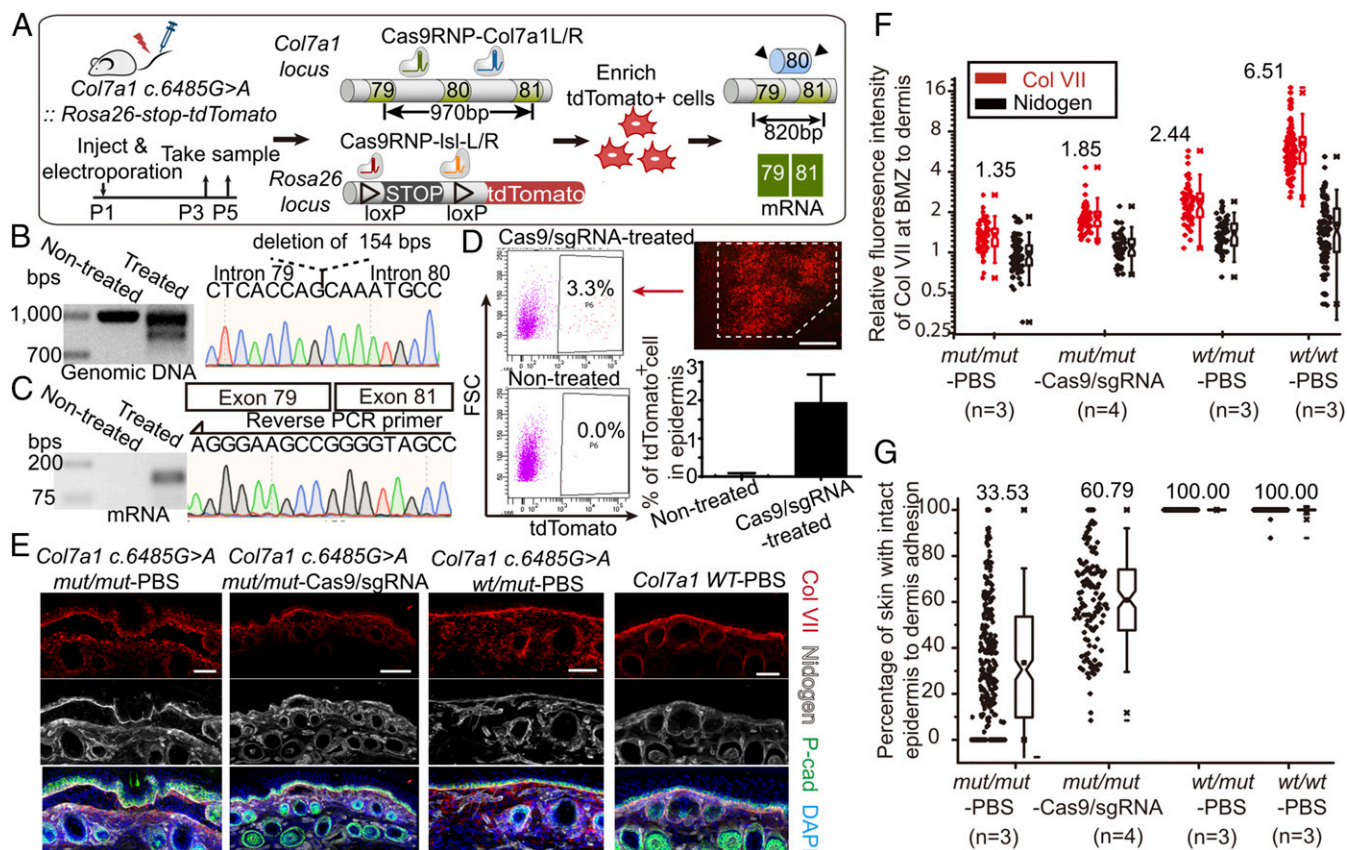 A
Col7a1 c.6485G>A
:: Rosa26-stop-tdTomato
Inject &
electroporation
Take sample
P1
P3
P5
Col7a1
locus
Cas9RNP-Col7a1L/R
79
80
81
970bp
Cas9RNP-lsl-L/R
Rosa26
locus
STOP
tdTomato
loxP
loxP
Enrich
tdTomato+ cells
80
79
81
820bp
79
81
mRNA
B
bps
Non-treated
Treated
1,000
700
Genomic DNA
deletion of 154 bps
Intron 79
Intron 80
CTCACCAGCAAATGCC
C
bps
Non-treated
Treated
200
75
mRNA
Exon 79
Exon 81
Reverse PCR primer
AGGGAAGCCGGGGTAGCC
D
Cas9/sgRNA-treated
3.3%
P6
Non-treated
0.0%
P6
FSC
tdTomato
% of tdTomato+cell
in epidermis
3
2
1
0
Non-treated
Cas9/sgRNA
-treated
E
Col7a1 c.6485G>A
mut/mut-PBS
Col7a1 c.6485G>A
mut/mut-Cas9/sgRNA
Col7a1 c.6485G>A
wt/mut-PBS
Col7a1 WT-PBS
Col VII
Nidogen
P-cad
DAPI
F
Relative fluorescence intensity
of Col VII at BMZ to dermis
16
8
4
2
1
0.5
0.25
Col VII
Nidogen
1.35
1.85
2.44
6.51
mut/mut
-PBS
(n=3)
mut/mut
-Cas9/sgRNA
(n=4)
wt/mut
-PBS
(n=3)
wt/wt
-PBS
(n=3)
G
Percentage of skin with intact
epidermis to dermis adhesion
100
80
60
40
20
0
33.53
60.79
100.00
100.00
mut/mut
-PBS
(n=3)
mut/mut
-Cas9/sgRNA
(n=4)
wt/mut
-PBS
(n=3)
wt/wt
-PBS
(n=3)